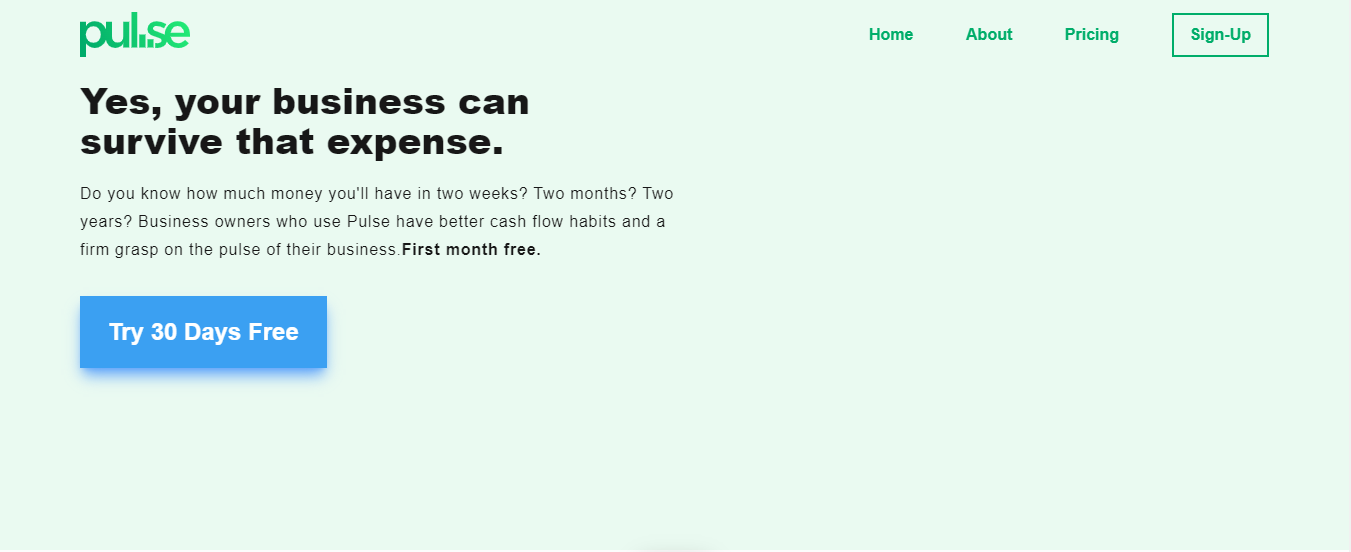 pulse
Home About Pricing Sign-Up
Yes, your business can
survive that expense.
Do you know how much money you'll have in two weeks? Two months? Two
years? Business owners who use Pulse have better cash flow habits and a
firm grasp on the pulse of their business.First month free.
Try 30 Days Free